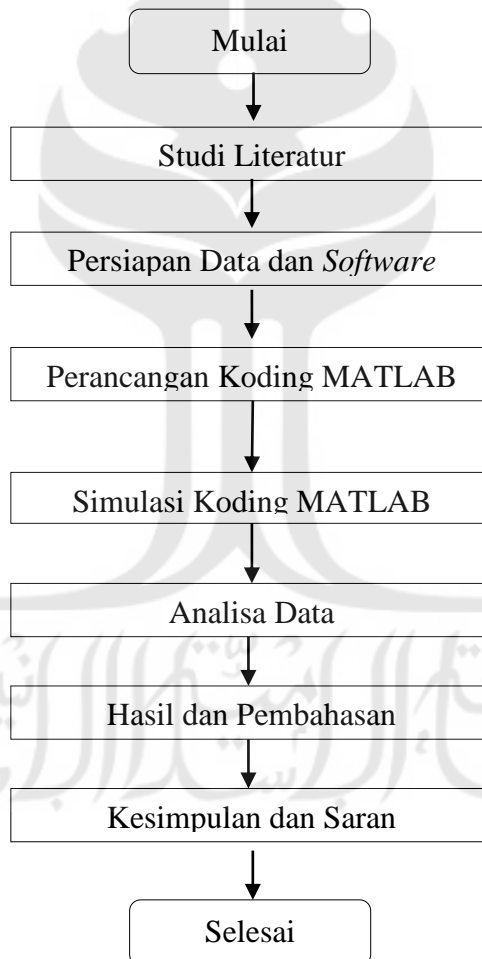 Mulai
Studi Literatur
Persiapan Data dan Software
Perancangan Koding MATLAB
Simulasi Koding MATLAB
Analisa Data
Hasil dan Pembahasan
Kesimpulan dan Saran
Selesai